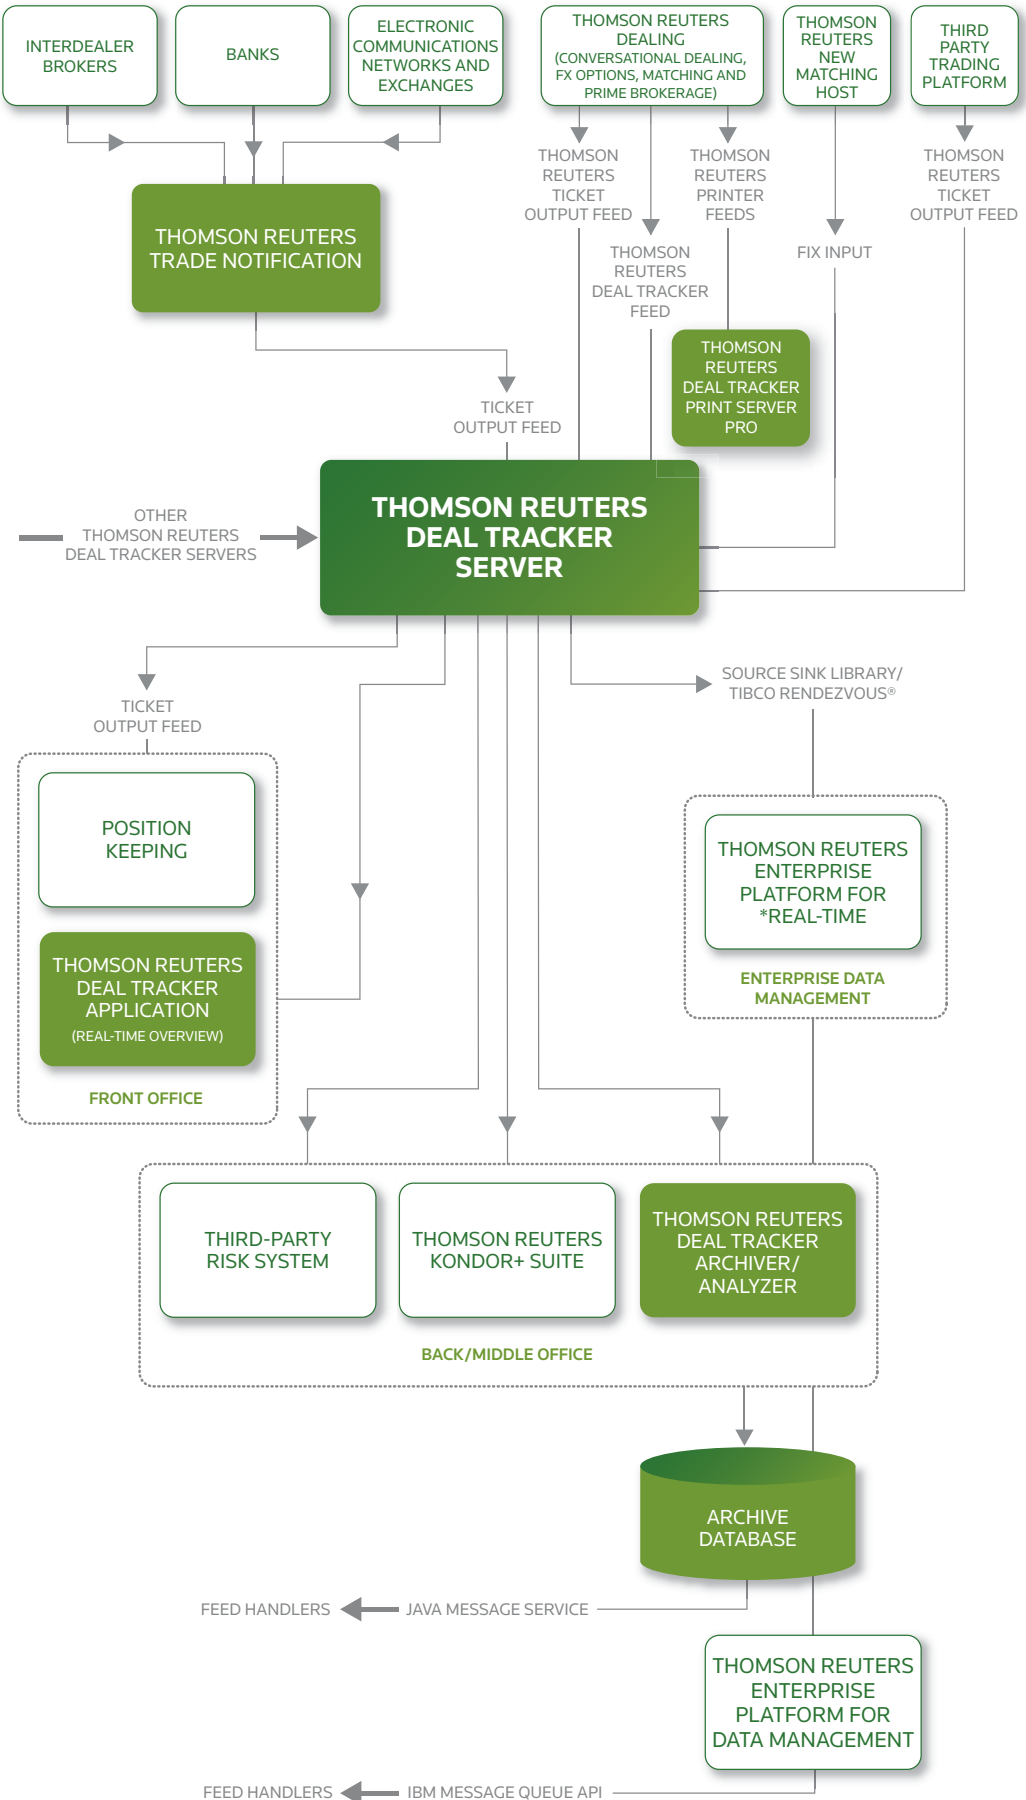 INTERDEALER
BROKERS
BANKS
ELECTRONIC
COMMUNICATIONS
NETWORKS AND
EXCHANGES
THOMSON REUTERS
DEALING
(CONVERSATIONAL DEALING,
FX OPTIONS, MATCHING AND
PRIME BROKERAGE)
THOMSON
REUTERS
NEW
MATCHING
HOST
THIRD
PARTY
TRADING
PLATFORM
THOMSON
REUTERS
TICKET
OUTPUT FEED
THOMSON
REUTERS
PRINTER
FEEDS
THOMSON
REUTERS
TICKET
OUTPUT FEED
THOMSON REUTERS
TRADE NOTIFICATION
THOMSON
REUTERS
DEAL TRACKER
FEED
FIX INPUT
THOMSON
REUTERS
DEAL TRACKER
PRINT SERVER
PRO
TICKET
OUTPUT FEED
THOMSON REUTERS
DEAL TRACKER
SERVER
OTHER
THOMSON REUTERS
DEAL TRACKER SERVERS
SOURCE SINK LIBRARY/
TIBCO RENDEZVOUS®
TICKET
OUTPUT FEED
POSITION
KEEPING
THOMSON REUTERS
DEAL TRACKER
APPLICATION
(REAL-TIME OVERVIEW)
FRONT OFFICE
THOMSON REUTERS
ENTERPRISE
PLATFORM FOR
*REAL-TIME
ENTERPRISE DATA
MANAGEMENT
THIRD-PARTY
RISK SYSTEM
THOMSON REUTERS
KONDOR+ SUITE
THOMSON REUTERS
DEAL TRACKER
ARCHIVER/
ANALYZER
BACK/MIDDLE OFFICE
ARCHIVE
DATABASE
FEED HANDLERS
JAVA MESSAGE SERVICE
THOMSON REUTERS
ENTERPRISE
PLATFORM FOR
DATA MANAGEMENT
FEED HANDLERS
IBM MESSAGE QUEUE API